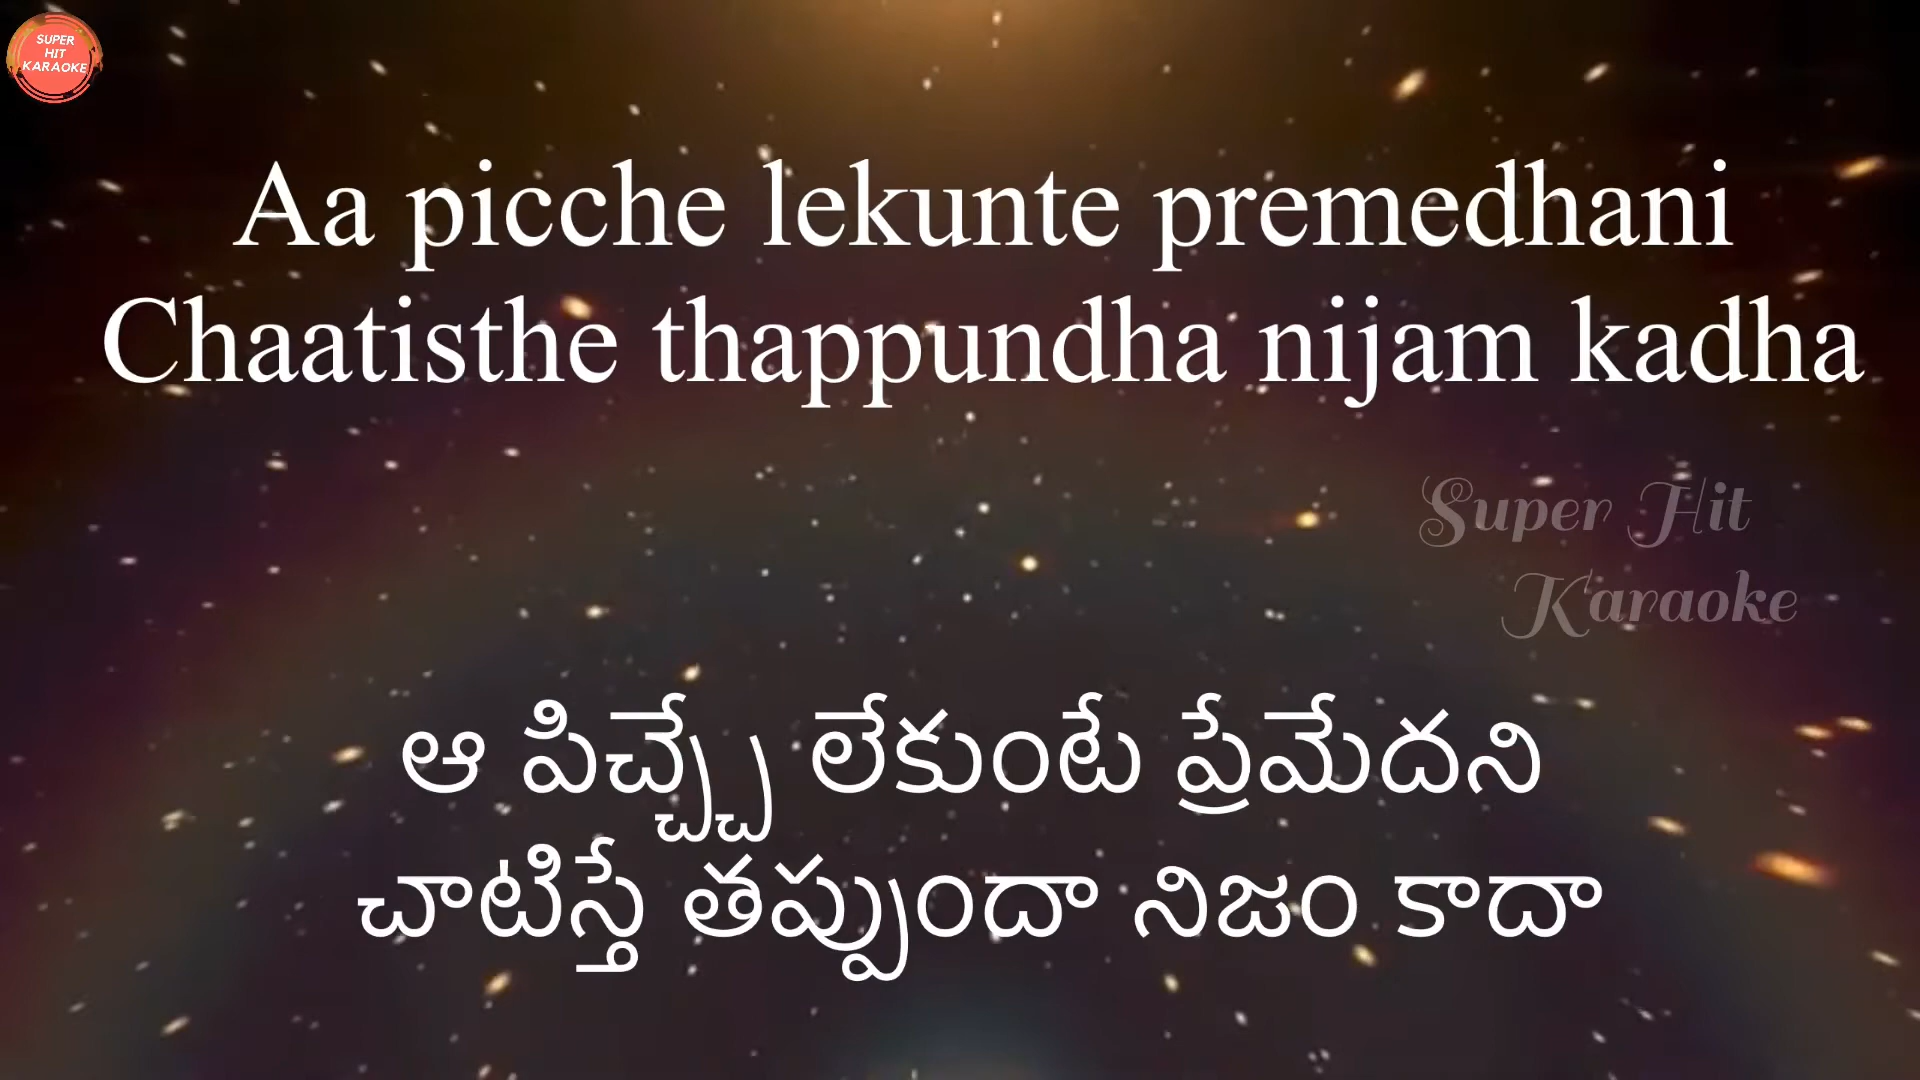 SUPER
HIT
KARAOKE
Aa picche lekunte premedhani
Chaatisthe thappundha nijam kadha
Super Hit
Karaoke
ఆ పిచ్చ్చే లేకుంటే ప్రేమేదని
చాటిస్తే తప్పుందా నిజం కాదా